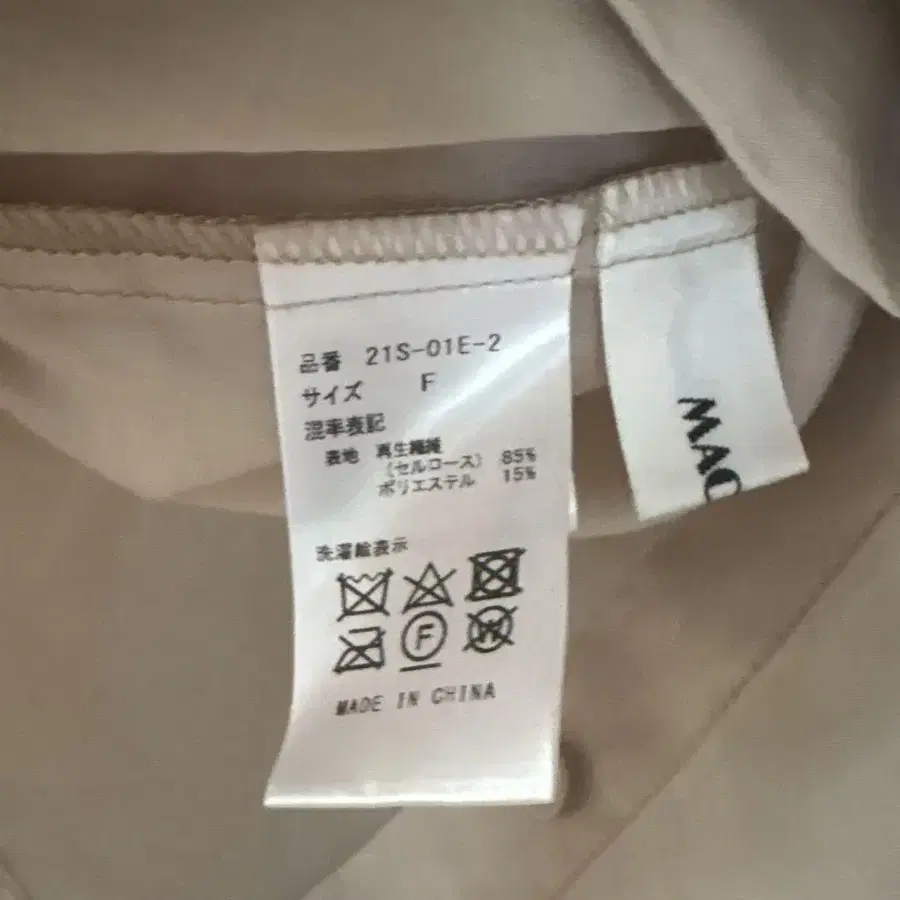 品番 21S-01E-2
サイズ F
混率表記
表地 再生繊維
(セルロース) 85%
ポリエステル 15%
洗濯絵表示
F
W
MADE IN CHINA
MAO